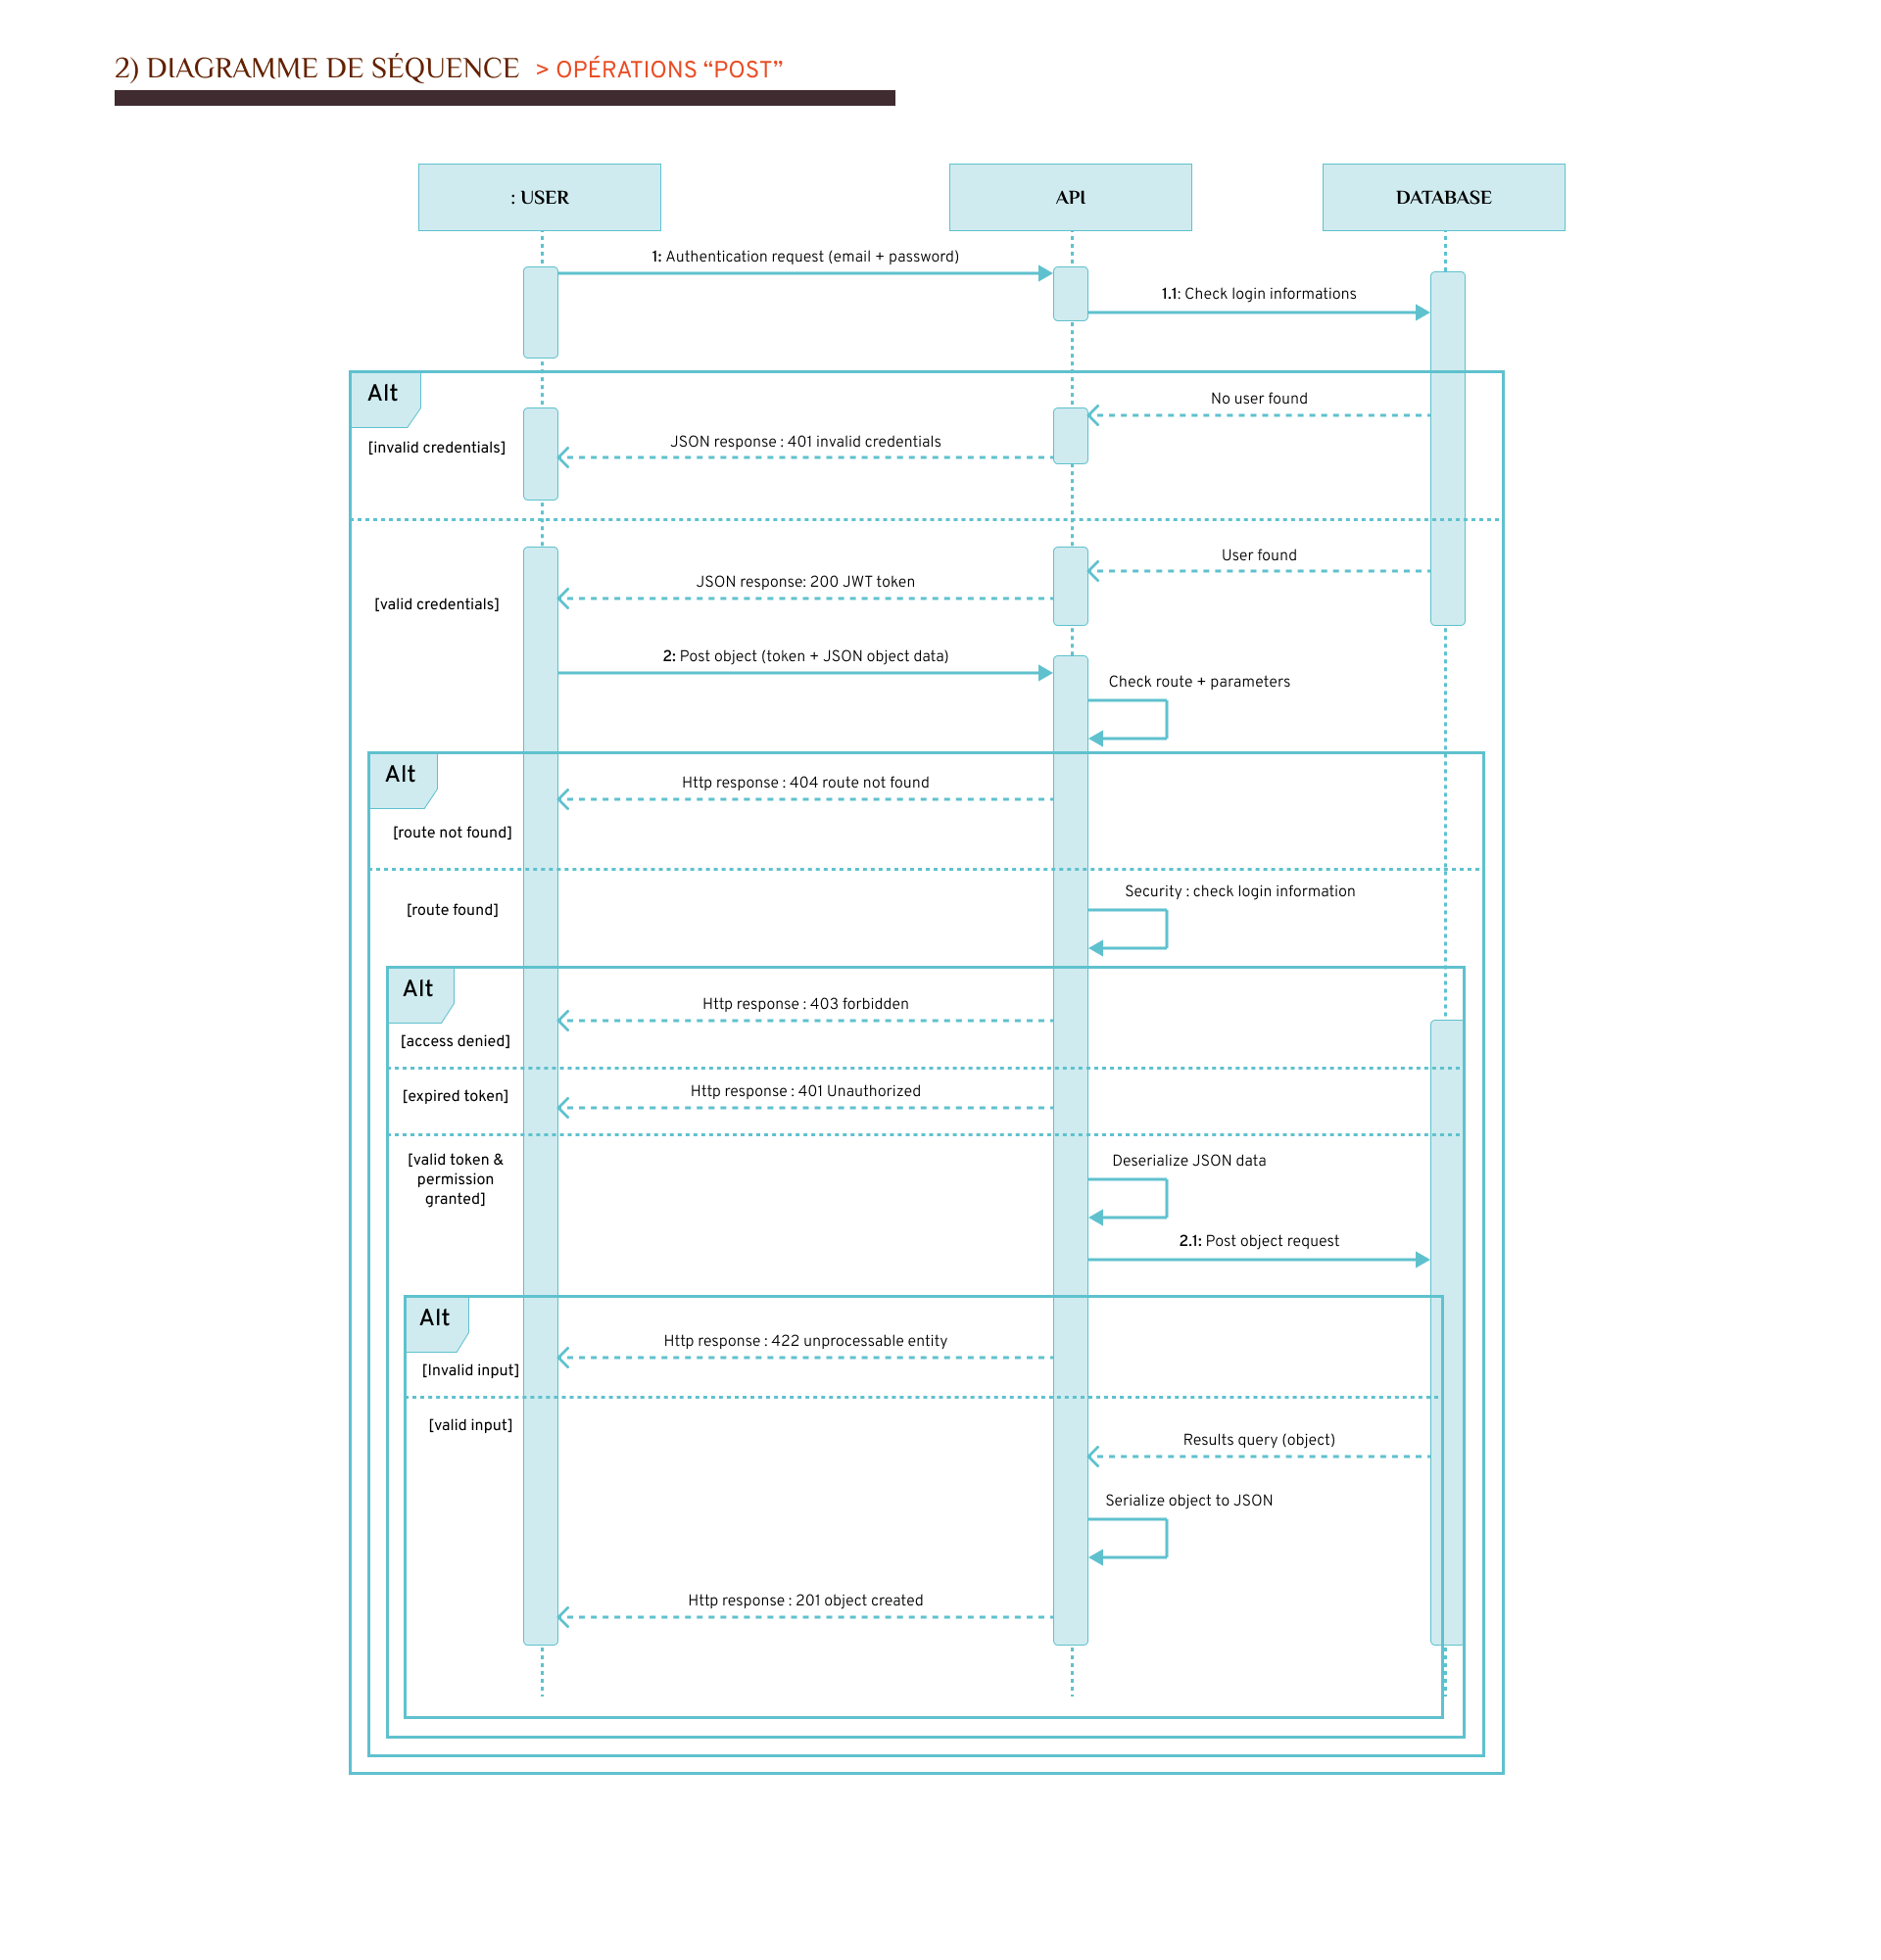 2) DIAGRAMME DE SÉQUENCE > OPÉRATIONS “POST”
: USER
API
DATABASE
1: Authentication request (email + password)
1.1: Check login informations
Alt
No user found
JSON response : 401 invalid credentials
[invalid credentials]
User found
JSON response: 200 JWT token
[valid credentials]
2: Post object (token + JSON object data)
Check route + parameters
Alt
Http response : 404 route not found
[route not found]
Security : check login information
[route found]
Alt
Http response : 403 forbidden
[access denied]
Http response : 401 Unauthorized
[expired token]
[valid token &
permission
granted]
Deserialize JSON data
2.1: Post object request
Alt
Http response : 422 unprocessable entity
[Invalid input]
[valid input]
Results query (object)
Serialize object to JSON
Http response : 201 object created